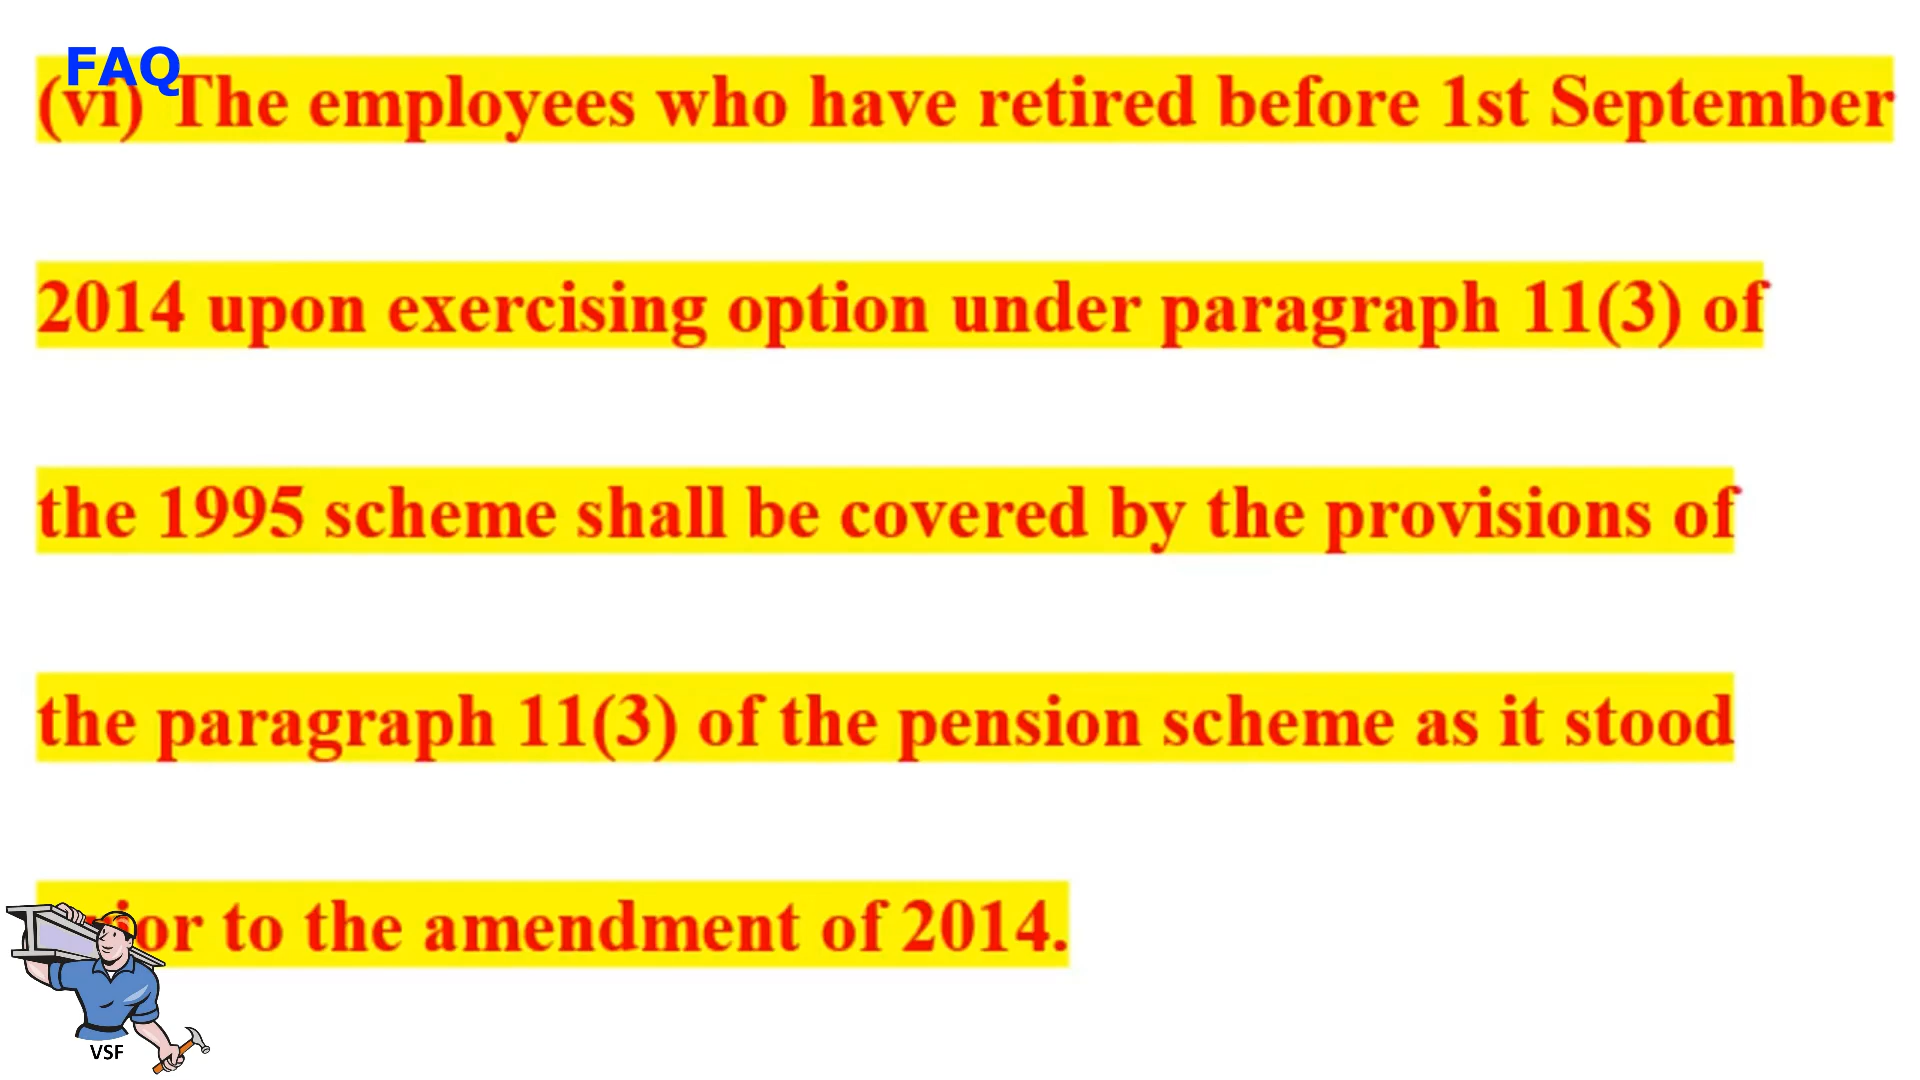 FAQ
(vi) The employees who have retired before 1st September
2014 upon exercising option under paragraph 11(3) of
the 1995 scheme shall be covered by the provisions of
the paragraph 11(3) of the pension scheme as it stood
to the amendment of 2014.
VSF